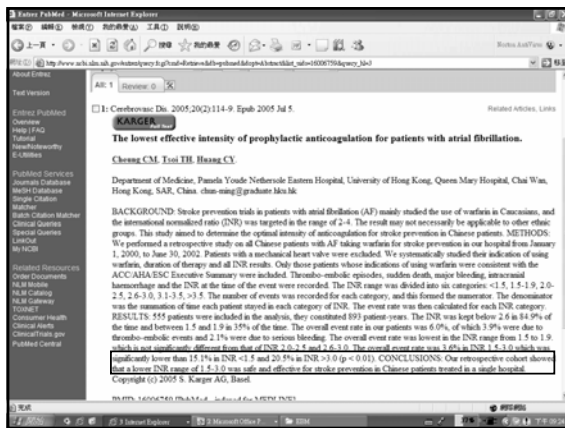 Entrez PubMed - Microsoft Internet Explorer
All: 1 Review: 0
About Entrez
Text Version
Entrez PubMed
Overview
Help | FAQ
Tutorial
New/Noteworthy
E-Utilities
PubMed Services
Journals Database
MeSH Database
Single Citation
Matcher
Batch Citation Matcher
Clinical Queries
Special Queries
LinkOut
My NCBI
Related Resources
Order Documents
NLM Mobile
NLM Catalog
NLM Gateway
TOXNET
Consumer Health
Clinical Alerts
ClinicalTrials.gov
PubMed Central
1: Cerebrovasc Dis. 2005;20(2):114-9. Epub 2005 Jul 5.
Related Articles, Links
KARGER
The lowest effective intensity of prophylactic anticoagulation for patients with atrial fibrillation.
Cheung CM, Tsoi TH, Huang CY.
Department of Medicine, Pamela Youde Nethersole Eastern Hospital, University of Hong Kong, Queen Mary Hospital, Chai Wan,
Hong Kong, SAR, China. chun-ming@graduate.hku.hk
BACKGROUND: Stroke prevention trials in patients with atrial fibrillation (AF) mainly studied the use of warfarin in Caucasians, and
the international normalized ratio (INR) was targeted in the range of 2-4. The result may not necessarily be applicable to other ethnic
groups. This study aimed to determine the optimal intensity of anticoagulation for stroke prevention in Chinese patients. METHODS:
We performed a retrospective study on all Chinese patients with AF taking warfarin for stroke prevention in our hospital from January
1, 2000, to June 30, 2002. Patients with a mechanical heart valve were excluded. We systematically studied their indication of using
warfarin, duration of therapy and all INR results. Only those patients whose indications of using warfarin were consistent with the
ACC/AHA/ESC Executive Summary were included. Thrombo-embolic episodes, sudden death, major bleeding, intracranial
haemorrhage and the INR at the time of the event were recorded. The INR range was divided into six categories: <1.5, 1.5-1.9, 2.0-
2.5, 2.6-3.0, 3.1-3.5, >3.5. The number of events was recorded for each category, and this formed the numerator. The denominator
was the summation of time each patient stayed in each category of INR. The event rate was then calculated for each INR category.
RESULTS: 555 patients were included in the analysis, they constituted 893 patient-years. The INR was kept below 2.6 in 84.9% of
the time and between 1.5 and 1.9 in 35% of the time. The overall event rate in our patients was 6.0%, of which 3.9% were due to
thrombo-embolic events and 2.1% were due to serious bleeding. The overall event rate was lowest in the INR range from 1.5 to 1.9,
which is not significantly different from that of INR 2.0-2.5 and 2.6-3.0. The overall event rate was 3.6% in INR 1.5-3.0 which was
significantly lower than 15.1% in INR <1.5 and 20.5% in INR >3.0 (p < 0.01). CONCLUSIONS: Our retrospective cohort showed
that a lower INR range of 1.5-3.0 was safe and effective for stroke prevention in Chinese patients treated in a single hospital.
Copyright (c) 2005 S. Karger AG, Basel.